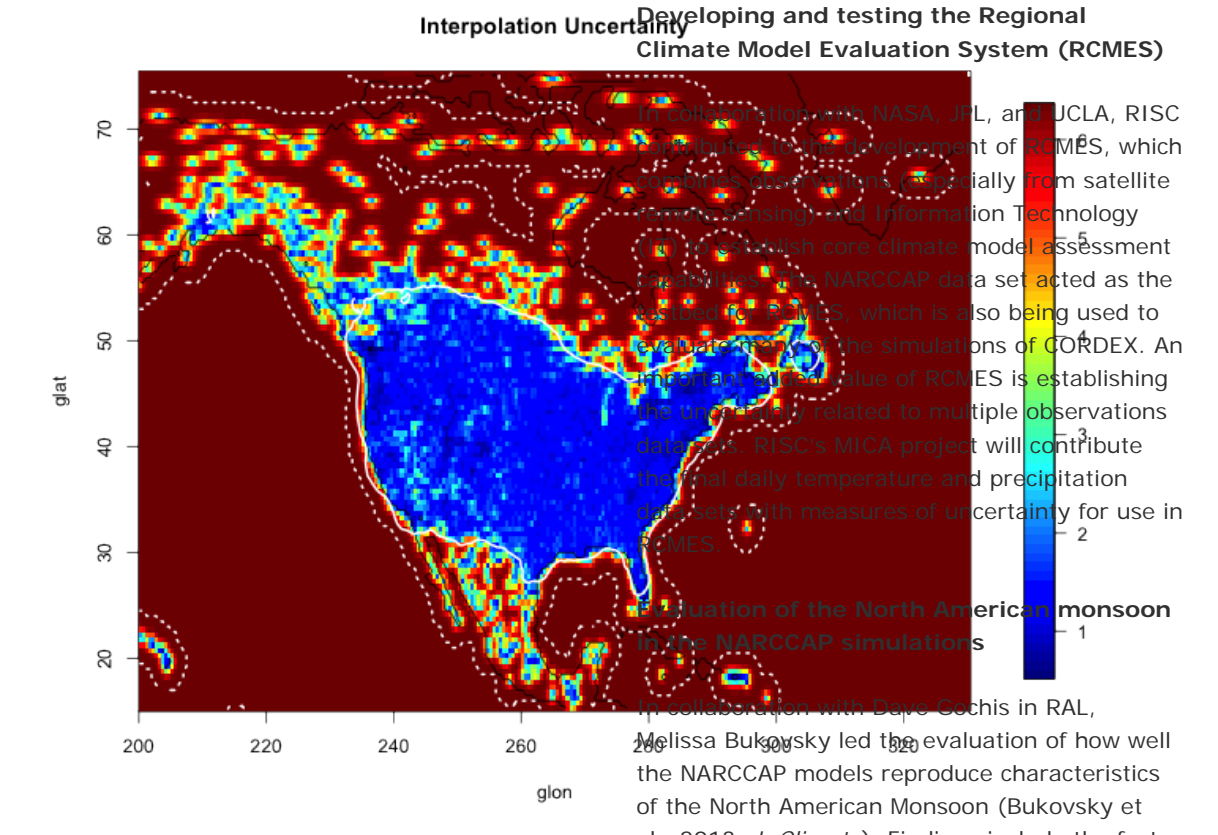 Interpolation Uncertainty
Developing and testing the Regional
Climate Model Evaluation System (RCMES)
In collaboration with NASA, JPL, and UCLA, RISC
contributed to the development of RCMES, which
combines observations (especially from satellite
remote sensing) and Information Technology
(IT) to establish core climate model assessment
capabilities. The NARCCAP data set acted as the
testbed for RCMES, which is also being used to
evaluate many of the simulations of CORDEX. An
important added value of RCMES is establishing
the uncertainty related to multiple observations
data sets. RISC's MICA project will contribute
the final daily temperature and precipitation
data sets with measures of uncertainty for use in
RCMES.
Evaluation of the North American monsoon
in the NARCCAP simulations
In collaboration with Dave Gochis in RAL,
Melissa Bukovsky led the evaluation of how well
the NARCCAP models reproduce characteristics
of the North American Monsoon (Bukovsky et
70
60
50
40
30
20
glat
200 220 240 260 280 300 320
glon
6
5
4
3
2
1